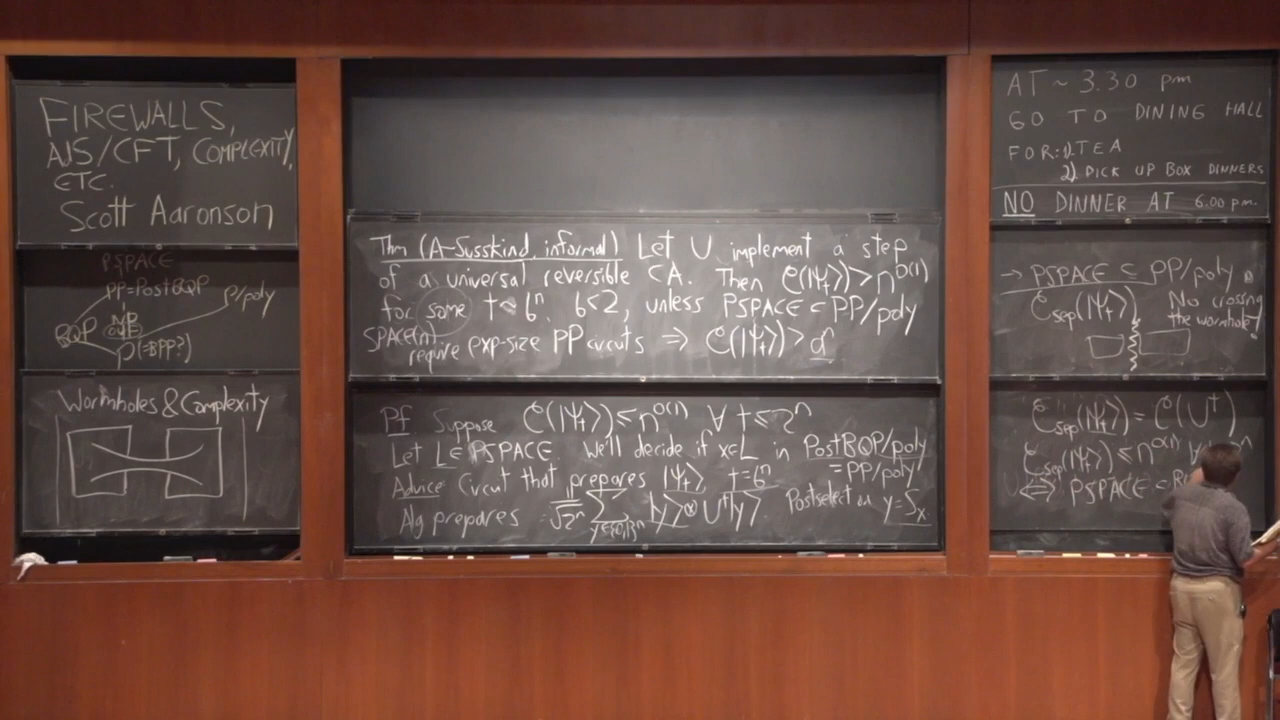 FIREWALLS,
AdS/CFT, COMPLEXITY,
ETC.
Scott Aaronson
PSPACE
PP=PostBQP
P/poly
BQP
NP
P(=BPP?)
Wormholes & Complexity
Thm (A-Susskind, informal) Let U implement a step
of a universal reversible CA. Then C(|Ψt⟩) > n^O(1)
for some t ≈ 6^n, 6<2, unless PSPACE ⊂ PP/poly
SPACE(n) require exp-size PP circuits ⇒ C(|Ψt⟩) > a^n
Pf Suppose C(|Ψt⟩) ≤ n^O(1) ∀ t ≤ 2^n
Let L∈PSPACE. We'll decide if x∈L in PostBQP/poly
=PP/poly
Advice: Circuit that prepares |Ψt⟩ t=6^n
Alg prepares 1/√2^n Σ y∈{0,1}^n |y⟩⊗U^t|y⟩ Postselect on y=Sx
AT ~ 3.30 pm
GO TO DINING HALL
FOR: 1) TEA
2) PICK UP BOX DINNERS
NO DINNER AT 6.00 pm.
→ PSPACE ⊂ PP/poly
Csep(|Ψt⟩) No crossing
the wormhole!
Csep(|Ψt⟩) = C(U^t)
Csep(|Ψt⟩) ≤ n^O(1)
⇔ PSPACE ⊂